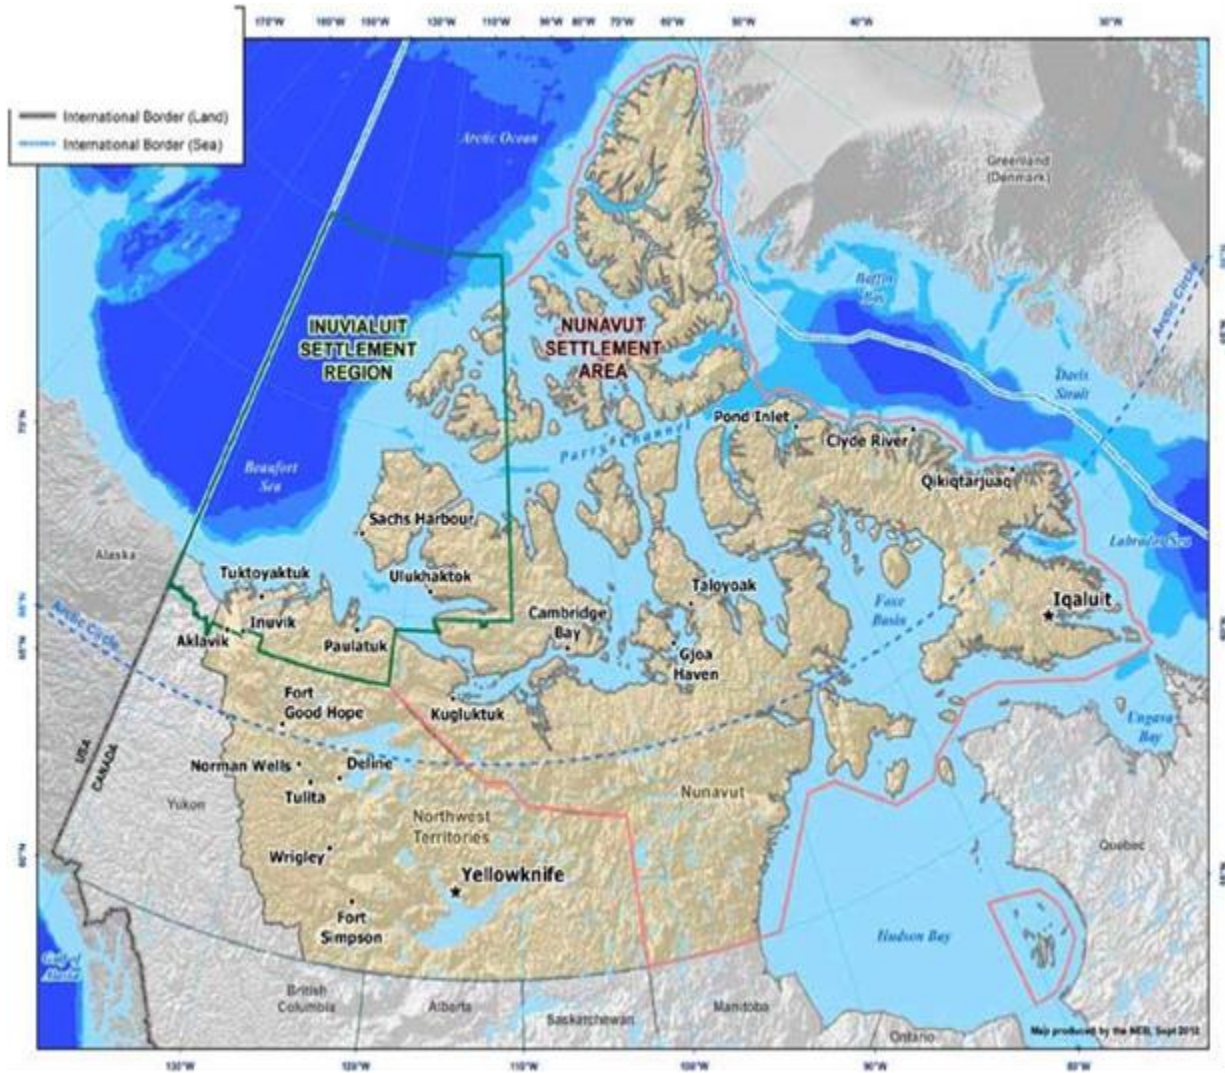 170°W
160°W
150°W
130°W
110°W
90°W
80°W
70°W
60°W
50°W
40°W
30°W
International Border (Land)
International Border (Sea)
Arctic Ocean
Greenland
(Denmark)
Baffin
Bay
Arctic Circle
INUVIALUIT
SETTLEMENT
REGION
NUNAVUT
SETTLEMENT
AREA
Davis
Strait
Pond Inlet
Clyde River
Parry Channel
Beaufort
Sea
Qikiqtarjuaq
Sachs Harbour
Labrador Sea
Alaska
Tuktoyaktuk
Ulukhaktok
Taloyoak
Cambridge
Bay
Foxe
Basin
Iqaluit
Arctic Circle
Inuvik
Aklavik
Paulatuk
Gjoa
Haven
Fort
Good Hope
Kugluktuk
Ungava
Bay
USA
CANADA
Norman Wells
Deline
Tulita
Yukon
Nunavut
Northwest
Territories
Wrigley
Quebec
Yellowknife
Fort
Simpson
Hudson Bay
Gulf of
Alaska
British
Columbia
Alberta
Saskatchewan
Manitoba
Ontario
Map produced by the NEB, Sept 2010
130°W
120°W
110°W
100°W
90°W
80°W